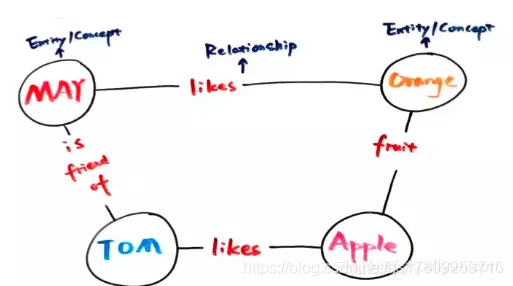 Entity/Concept
Relationship
Entity/Concept
MAY
likes
Orange
is
friend
of
fruit
TOM
likes
Apple